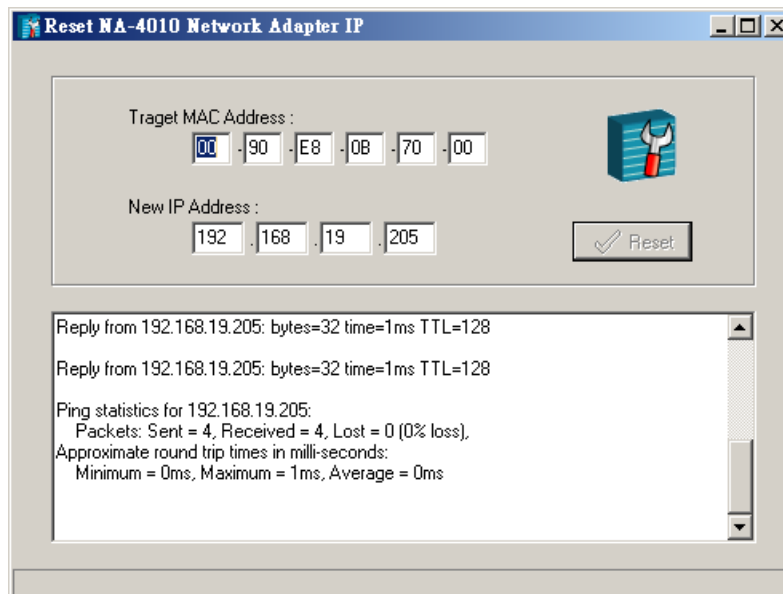 Reset NA-4010 Network Adapter IP
Traget MAC Address :
00 - 90 - E8 - 0B - 70 - 00
New IP Address :
192 . 168 . 19 . 205
Reset
Reply from 192.168.19.205: bytes=32 time=1ms TTL=128
Reply from 192.168.19.205: bytes=32 time=1ms TTL=128
Ping statistics for 192.168.19.205:
Packets: Sent = 4, Received = 4, Lost = 0 (0% loss),
Approximate round trip times in milli-seconds:
Minimum = 0ms, Maximum = 1ms, Average = 0ms